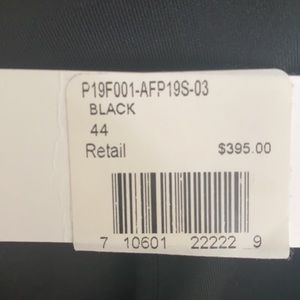 P19F001-AFP19S-03
BLACK
44
Retail $395.00
7 10601 22222 9